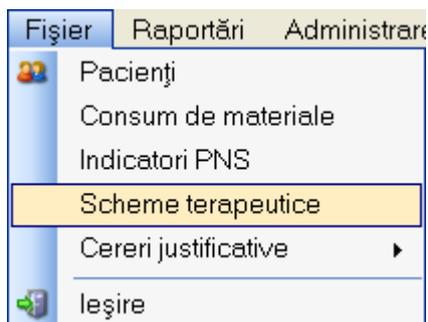 Fişier Raportări Administrare
Pacienţi
Consum de materiale
Indicatori PNS
Scheme terapeutice
Cereri justificative
Ieşire